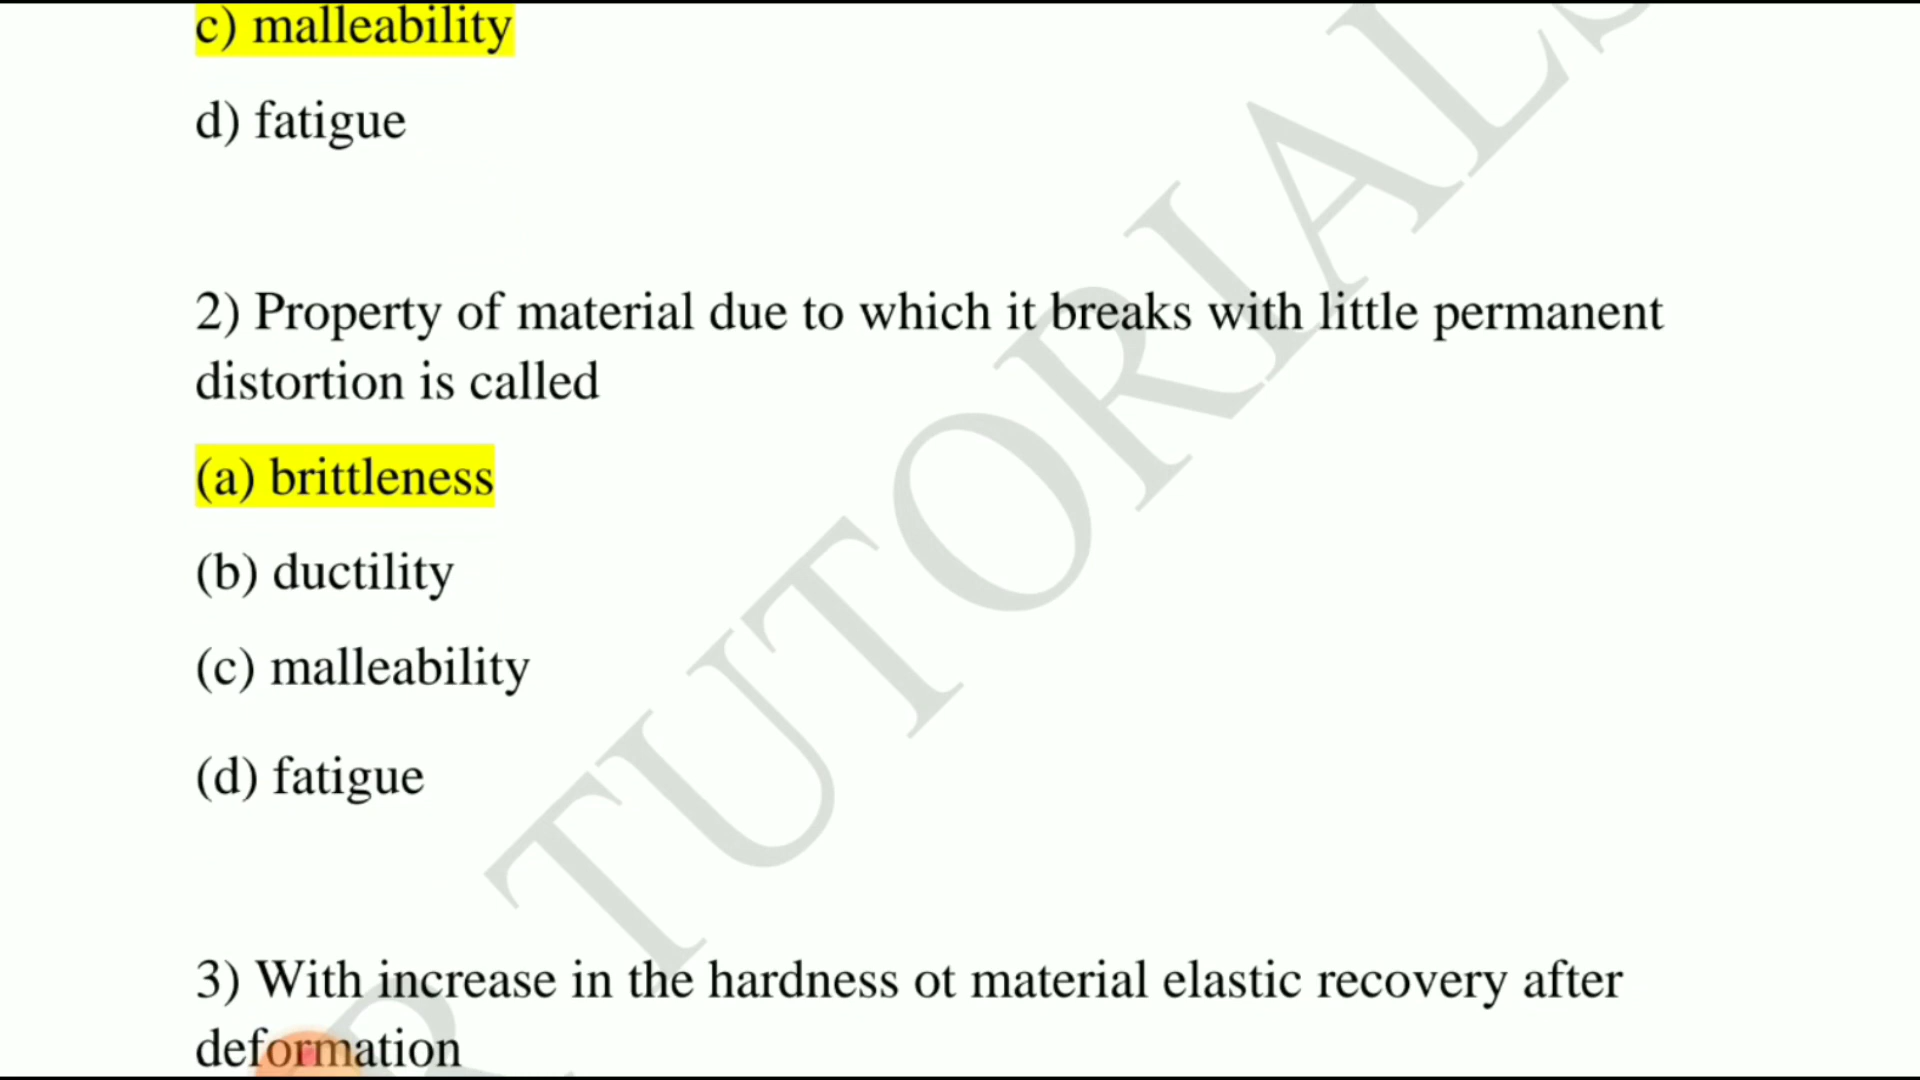 c) malleability
d) fatigue
2) Property of material due to which it breaks with little permanent
distortion is called
(a) brittleness
(b) ductility
(c) malleability
(d) fatigue
3) With increase in the hardness ot material elastic recovery after
deformation
TUTORIALS